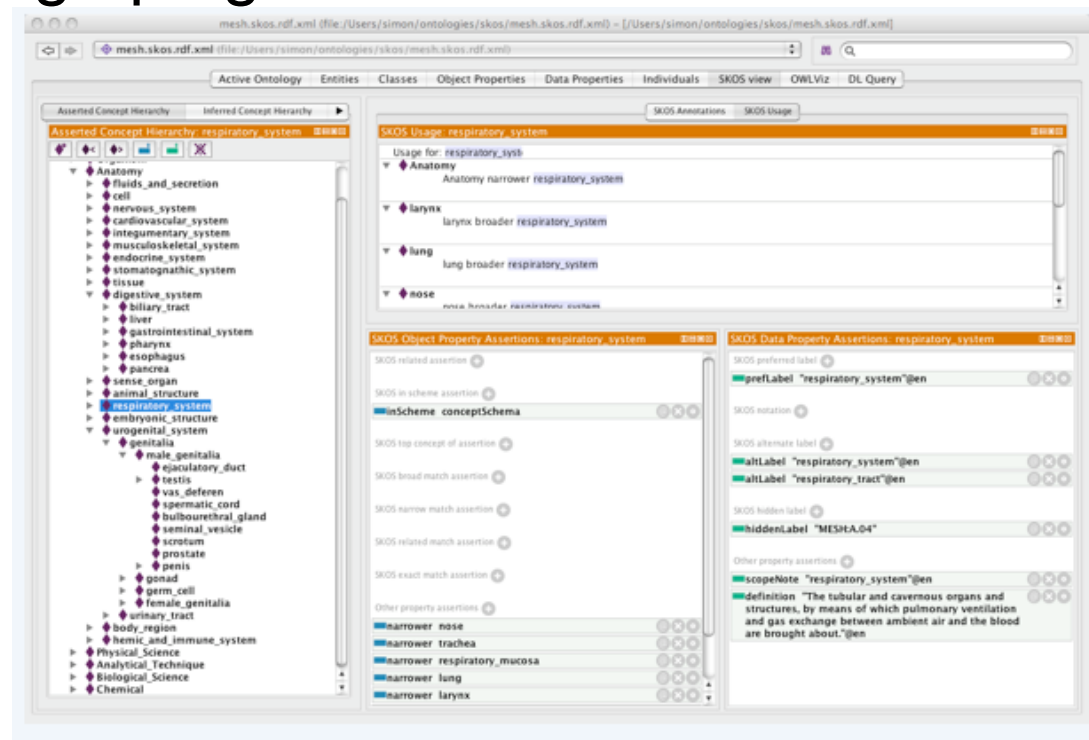 mesh.skos.rdf.xml (file:/Users/simon/ontologies/skos/mesh.skos.rdf.xml) – [/Users/simon/ontologies/skos/mesh.skos.rdf.xml]
mesh.skos.rdf.xml (file:/Users/simon/ontologies/skos/mesh.skos.rdf.xml)
Active Ontology Entities Classes Object Properties Data Properties Individuals SKOS view OWLViz DL Query
Asserted Concept Hierarchy Inferred Concept Hierarchy
Asserted Concept Hierarchy: respiratory_system
Anatomy
fluids_and_secretion
cell
nervous_system
cardiovascular_system
integumentary_system
musculoskeletal_system
endocrine_system
stomatognathic_system
tissue
digestive_system
biliary_tract
liver
gastrointestinal_system
pharynx
esophagus
pancrea
sense_organ
animal_structure
respiratory_system
embryonic_structure
urogenital_system
genitalia
male_genitalia
ejaculatory_duct
testis
vas_deferen
spermatic_cord
bulbourethral_gland
seminal_vesicle
scrotum
prostate
penis
gonad
germ_cell
female_genitalia
urinary_tract
body_region
hemic_and_immune_system
Physical_Science
Analytical_Technique
Biological_Science
Chemical
SKOS Annotations SKOS Usage
SKOS Usage: respiratory_system
Usage for: respiratory_syst
Anatomy
Anatomy narrower respiratory_system
larynx
larynx broader respiratory_system
lung
lung broader respiratory_system
nose
nose broader respiratory_system
SKOS Object Property Assertions: respiratory_system
SKOS related assertion
SKOS in scheme assertion
inScheme conceptSchema
SKOS top concept of assertion
SKOS broad match assertion
SKOS narrow match assertion
SKOS related match assertion
SKOS exact match assertion
Other property assertions
narrower nose
narrower trachea
narrower respiratory_mucosa
narrower lung
narrower larynx
SKOS Data Property Assertions: respiratory_system
SKOS preferred label
prefLabel "respiratory_system"@en
SKOS notation
SKOS alternate label
altLabel "respiratory_system"@en
altLabel "respiratory_tract"@en
SKOS hidden label
hiddenLabel "MESH:A.04"
Other property assertions
scopeNote "respiratory_system"@en
definition "The tubular and cavernous organs and
structures, by means of which pulmonary ventilation
and gas exchange between ambient air and the blood
are brought about."@en